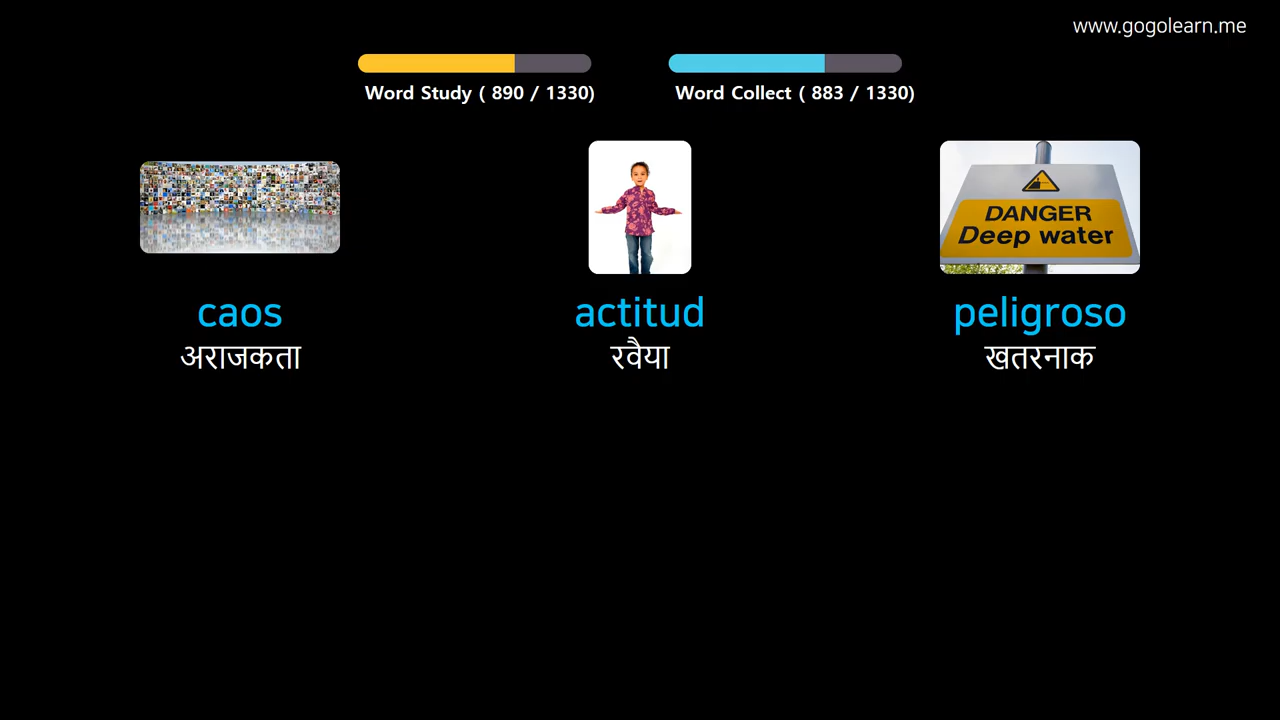 www.gogolearn.me
Word Study ( 890 / 1330)
Word Collect ( 883 / 1330)
DANGER
Deep water
caos
actitud
peligroso
अराजकता
रवैया
खतरनाक